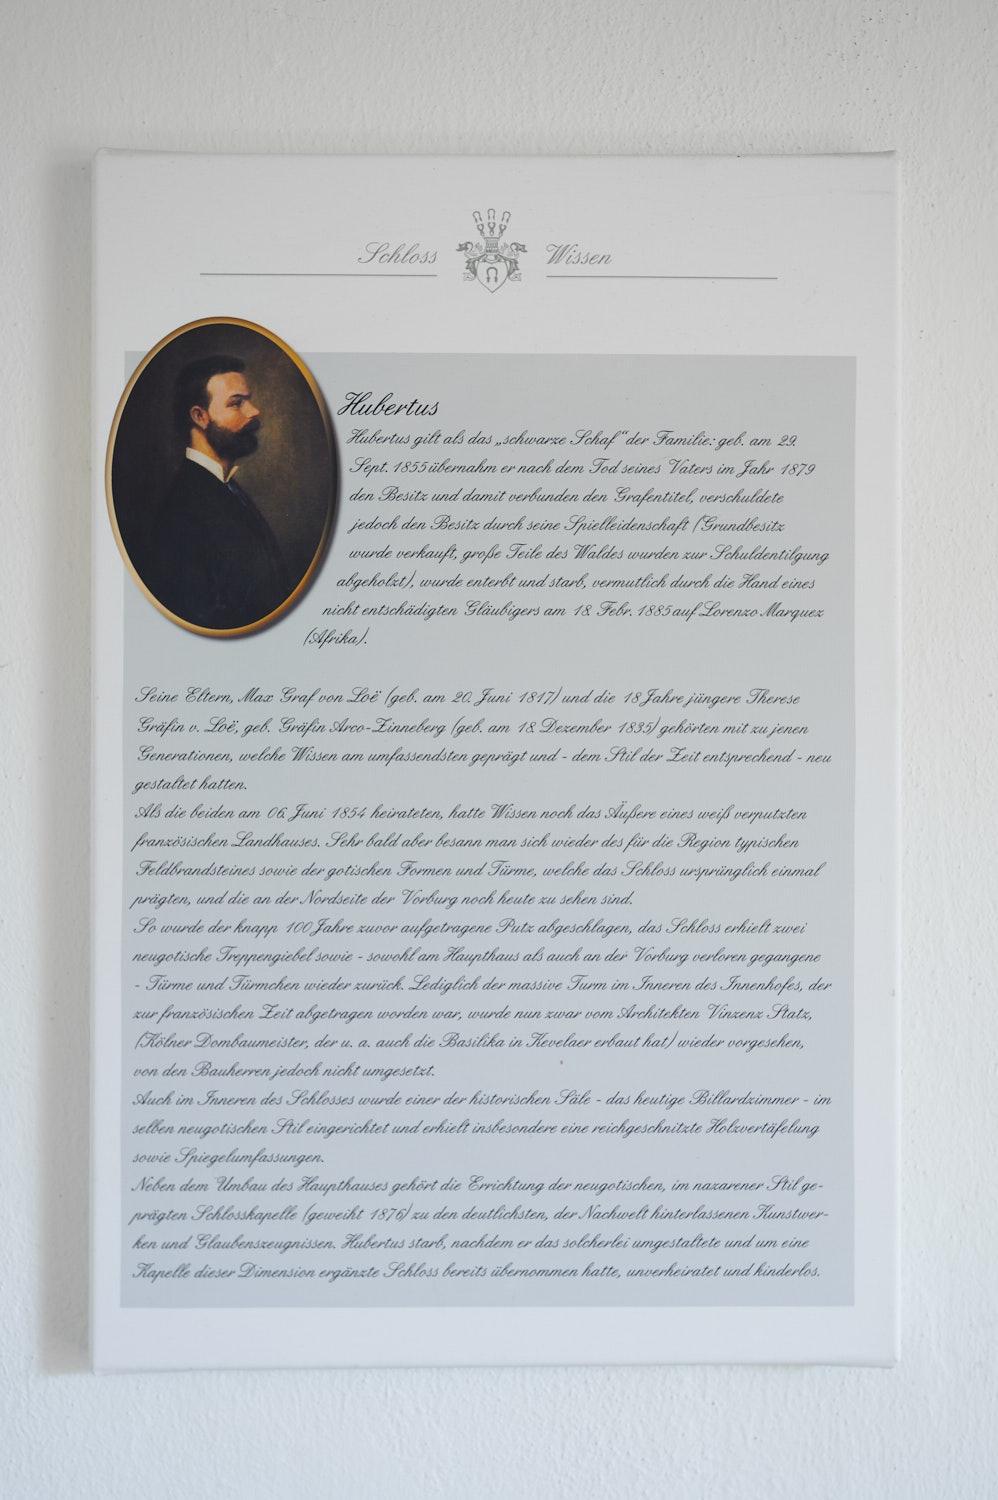 Schloss Wissen
Hubertus
Hubertus gilt als das „schwarze Schaf“ der Familie: geb. am 29.
Sept. 1855 übernahm er nach dem Tod seines Vaters im Jahr 1879
den Besitz und damit verbunden den Grafentitel, verschuldete
jedoch den Besitz durch seine Spielleidenschaft (Grundbesitz
wurde verkauft, große Teile des Waldes wurden zur Schuldentilgung
abgeholzt), wurde enterbt und starb, vermutlich durch die Hand eines
nicht entschädigten Gläubigers am 18. Febr. 1885 auf Lorenzo Marquez
(Afrika).
Seine Eltern, Max Graf von Loë (geb. am 20. Juni 1817) und die 18 Jahre jüngere Therese
Gräfin v. Loë, geb. Gräfin Arco-Zinneberg (geb. am 18. Dezember 1835) gehörten mit zu jenen
Generationen, welche Wissen am umfassendsten geprägt und - dem Stil der Zeit entsprechend - neu
gestaltet hatten.
Als die beiden am 06. Juni 1854 heirateten, hatte Wissen noch das Äußere eines weiß verputzten
französischen Landhauses. Sehr bald aber besann man sich wieder des für die Region typischen
Feldbrandsteines sowie der gotischen Formen und Türme, welche das Schloss ursprünglich einmal
prägten, und die an der Nordseite der Vorburg noch heute zu sehen sind.
So wurde der knapp 100 Jahre zuvor aufgetragene Putz abgeschlagen, das Schloss erhielt zwei
neugotische Treppengiebel sowie - sowohl am Haupthaus als auch an der Vorburg verloren gegangene
- Türme und Türmchen wieder zurück. Lediglich der massive Turm im Inneren des Innenhofes, der
zur französischen Zeit abgetragen worden war, wurde nun zwar vom Architekten Vinzenz Statz,
(Kölner Dombaumeister, der u. a. auch die Basilika in Kevelaer erbaut hat) wieder vorgesehen,
von den Bauherren jedoch nicht umgesetzt.
Auch im Inneren des Schlosses wurde einer der historischen Säle - das heutige Billardzimmer - im
selben neugotischen Stil eingerichtet und erhielt insbesondere eine reichgeschnitzte Holzvertäfelung
sowie Spiegelumfassungen.
Neben dem Umbau des Haupthauses gehört die Errichtung der neugotischen, im nazarener Stil ge-
prägten Schlosskapelle (geweiht 1876) zu den deutlichsten, der Nachwelt hinterlassenen Kunstwer-
ken und Glaubenszeugnissen. Hubertus starb, nachdem er das solcherlei umgestaltete und um eine
Kapelle dieser Dimension ergänzte Schloss bereits übernommen hatte, unverheiratet und kinderlos.